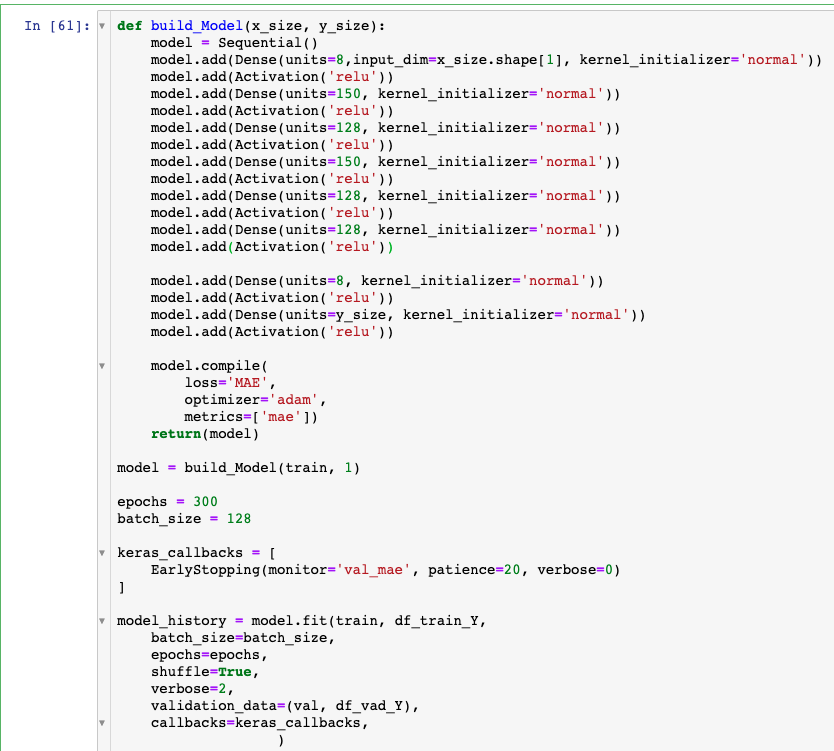 In [61]:
def build_Model(x_size, y_size):
    model = Sequential()
    model.add(Dense(units=8,input_dim=x_size.shape[1], kernel_initializer='normal'))
    model.add(Activation('relu'))
    model.add(Dense(units=150, kernel_initializer='normal'))
    model.add(Activation('relu'))
    model.add(Dense(units=128, kernel_initializer='normal'))
    model.add(Activation('relu'))
    model.add(Dense(units=150, kernel_initializer='normal'))
    model.add(Activation('relu'))
    model.add(Dense(units=128, kernel_initializer='normal'))
    model.add(Activation('relu'))
    model.add(Dense(units=128, kernel_initializer='normal'))
    model.add(Activation('relu'))

    model.add(Dense(units=8, kernel_initializer='normal'))
    model.add(Activation('relu'))
    model.add(Dense(units=y_size, kernel_initializer='normal'))
    model.add(Activation('relu'))

    model.compile(
        loss='MAE',
        optimizer='adam',
        metrics=['mae'])
    return(model)

model = build_Model(train, 1)

epochs = 300
batch_size = 128

keras_callbacks = [
    EarlyStopping(monitor='val_mae', patience=20, verbose=0)
]

model_history = model.fit(train, df_train_Y,
    batch_size=batch_size,
    epochs=epochs,
    shuffle=True,
    verbose=2,
    validation_data=(val, df_vad_Y),
    callbacks=keras_callbacks,
                   )